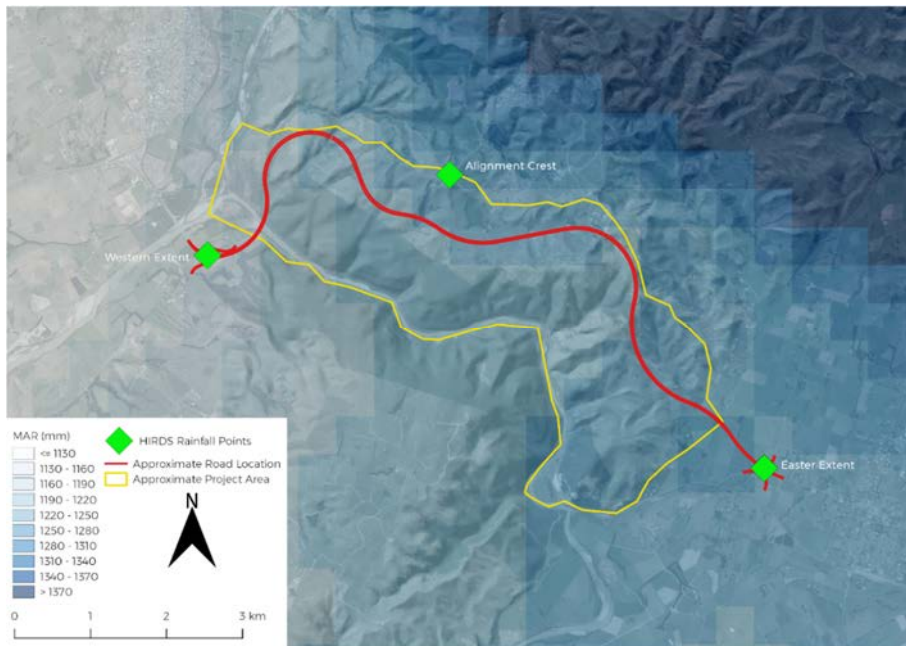 Alignment Crest
Western Extent
Easter Extent
MAR (mm)
<= 1130
1130 - 1160
1160 - 1190
1190 - 1220
1220 - 1250
1250 - 1280
1280 - 1310
1310 - 1340
1340 - 1370
> 1370
HIRDS Rainfall Points
Approximate Road Location
Approximate Project Area
N
0 1 2 3 km